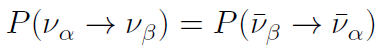 P(ν_α → ν_β) = P(ν̄_β → ν̄_α)